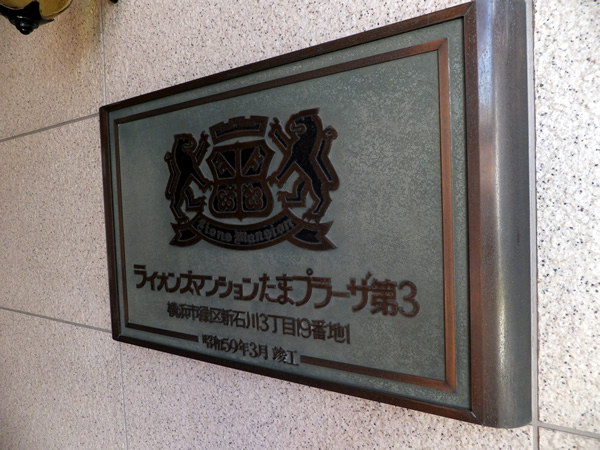 Lions Mansion
ライオンズマンションたまプラーザ第3
横浜市緑区新石川3丁目19番地1
昭和59年3月 竣工